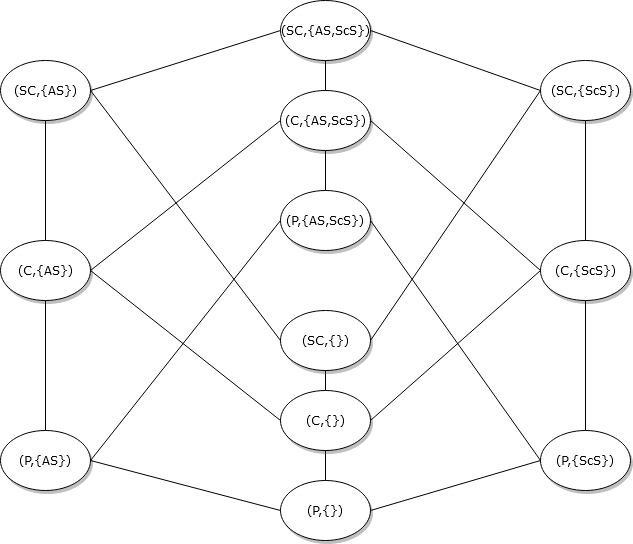 (SC,{AS,ScS})
(SC,{AS})
(SC,{ScS})
(C,{AS,ScS})
(P,{AS,ScS})
(C,{AS})
(C,{ScS})
(SC,{})
(C,{})
(P,{AS})
(P,{ScS})
(P,{})